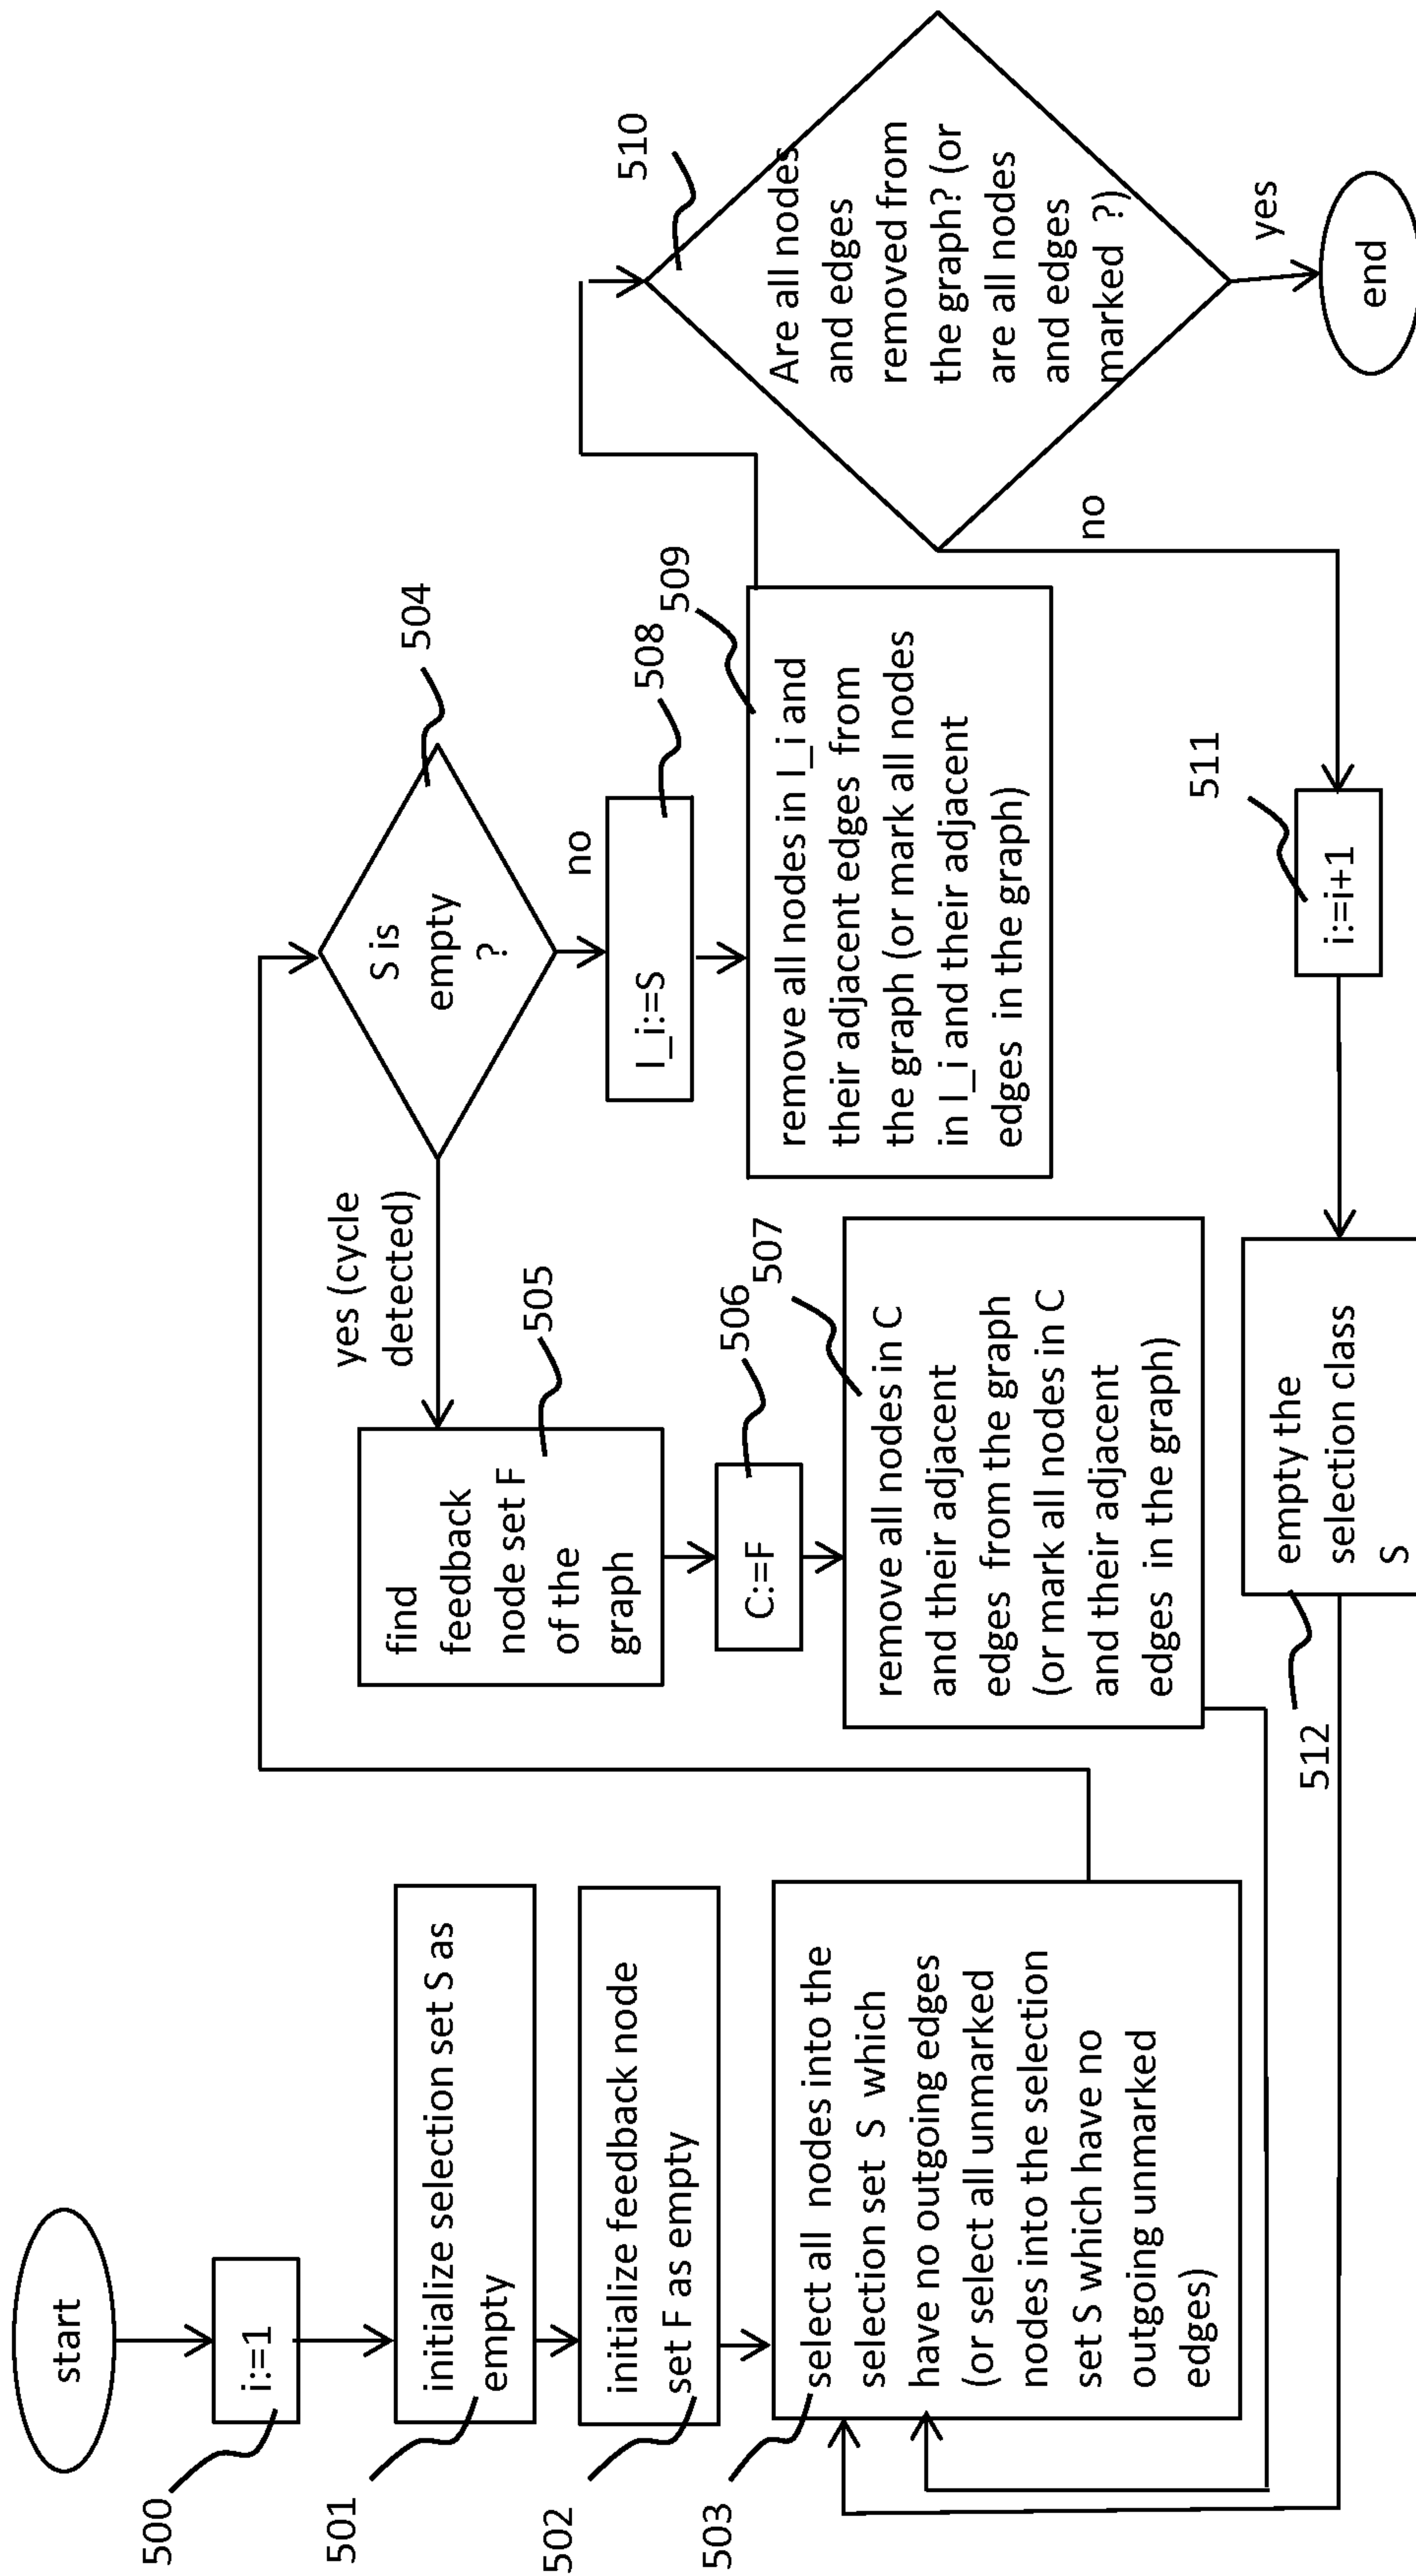 start
500
i:=1
501
initialize selection set S as
empty
502
initialize feedback node
set F as empty
503
select all nodes into the
selection set S which
have no outgoing edges
(or select all unmarked
nodes into the selection
set S which have no
outgoing unmarked
edges)
504
S is
empty
?
yes (cycle
detected)
505
find
feedback
node set F
of the
graph
506
C:=F
507
remove all nodes in C
and their adjacent
edges from the graph
(or mark all nodes in C
and their adjacent
edges in the graph)
no
508
I_i:=S
509
remove all nodes in I_i and
their adjacent edges from
the graph (or mark all nodes
in I_i and their adjacent
edges in the graph)
510
Are all nodes
and edges
removed from
the graph? (or
are all nodes
and edges
marked ?)
yes
end
no
511
i:=i+1
512
empty the
selection class
S